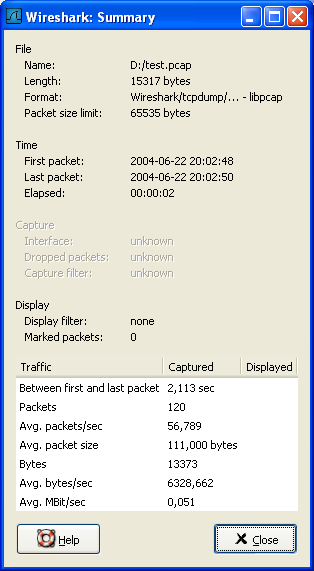 Wireshark: Summary
File
Name: D:/test.pcap
Length: 15317 bytes
Format: Wireshark/tcpdump/... - libpcap
Packet size limit: 65535 bytes
Time
First packet: 2004-06-22 20:02:48
Last packet: 2004-06-22 20:02:50
Elapsed: 00:00:02
Capture
Interface: unknown
Dropped packets: unknown
Capture filter: unknown
Display
Display filter: none
Marked packets: 0
Traffic Captured Displayed
Between first and last packet 2,113 sec
Packets 120
Avg. packets/sec 56,789
Avg. packet size 111,000 bytes
Bytes 13373
Avg. bytes/sec 6328,662
Avg. MBit/sec 0,051
Help Close